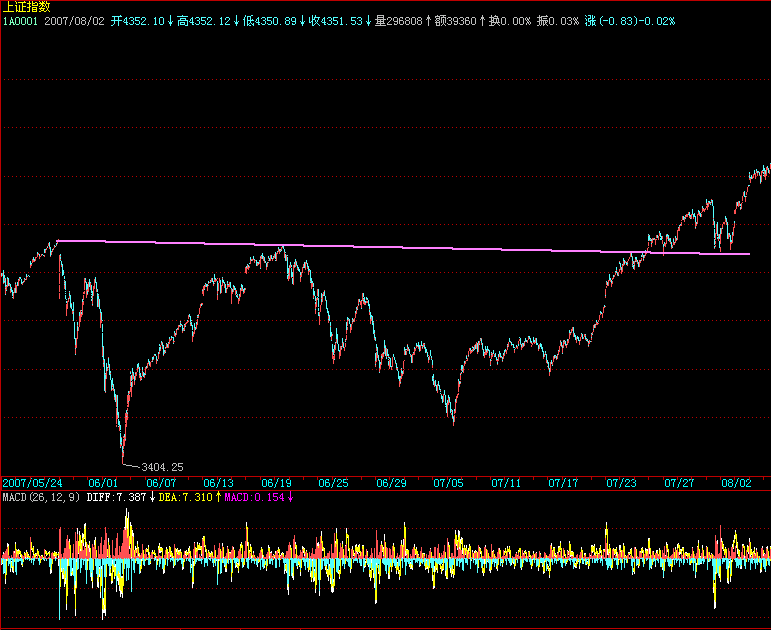 上证指数
1A0001 2007/08/02 开4352.10↓高4352.12↓低4350.89↓收4351.53↓量296808↑额39360↑换0.00% 振0.03% 涨(-0.83)-0.02%
3404.25
2007/05/24 06/01 06/07 06/13 06/19 06/25 06/29 07/05 07/11 07/17 07/23 07/27 08/02
MACD(26,12,9) DIFF:7.387↓DEA:7.310↑MACD:0.154↓